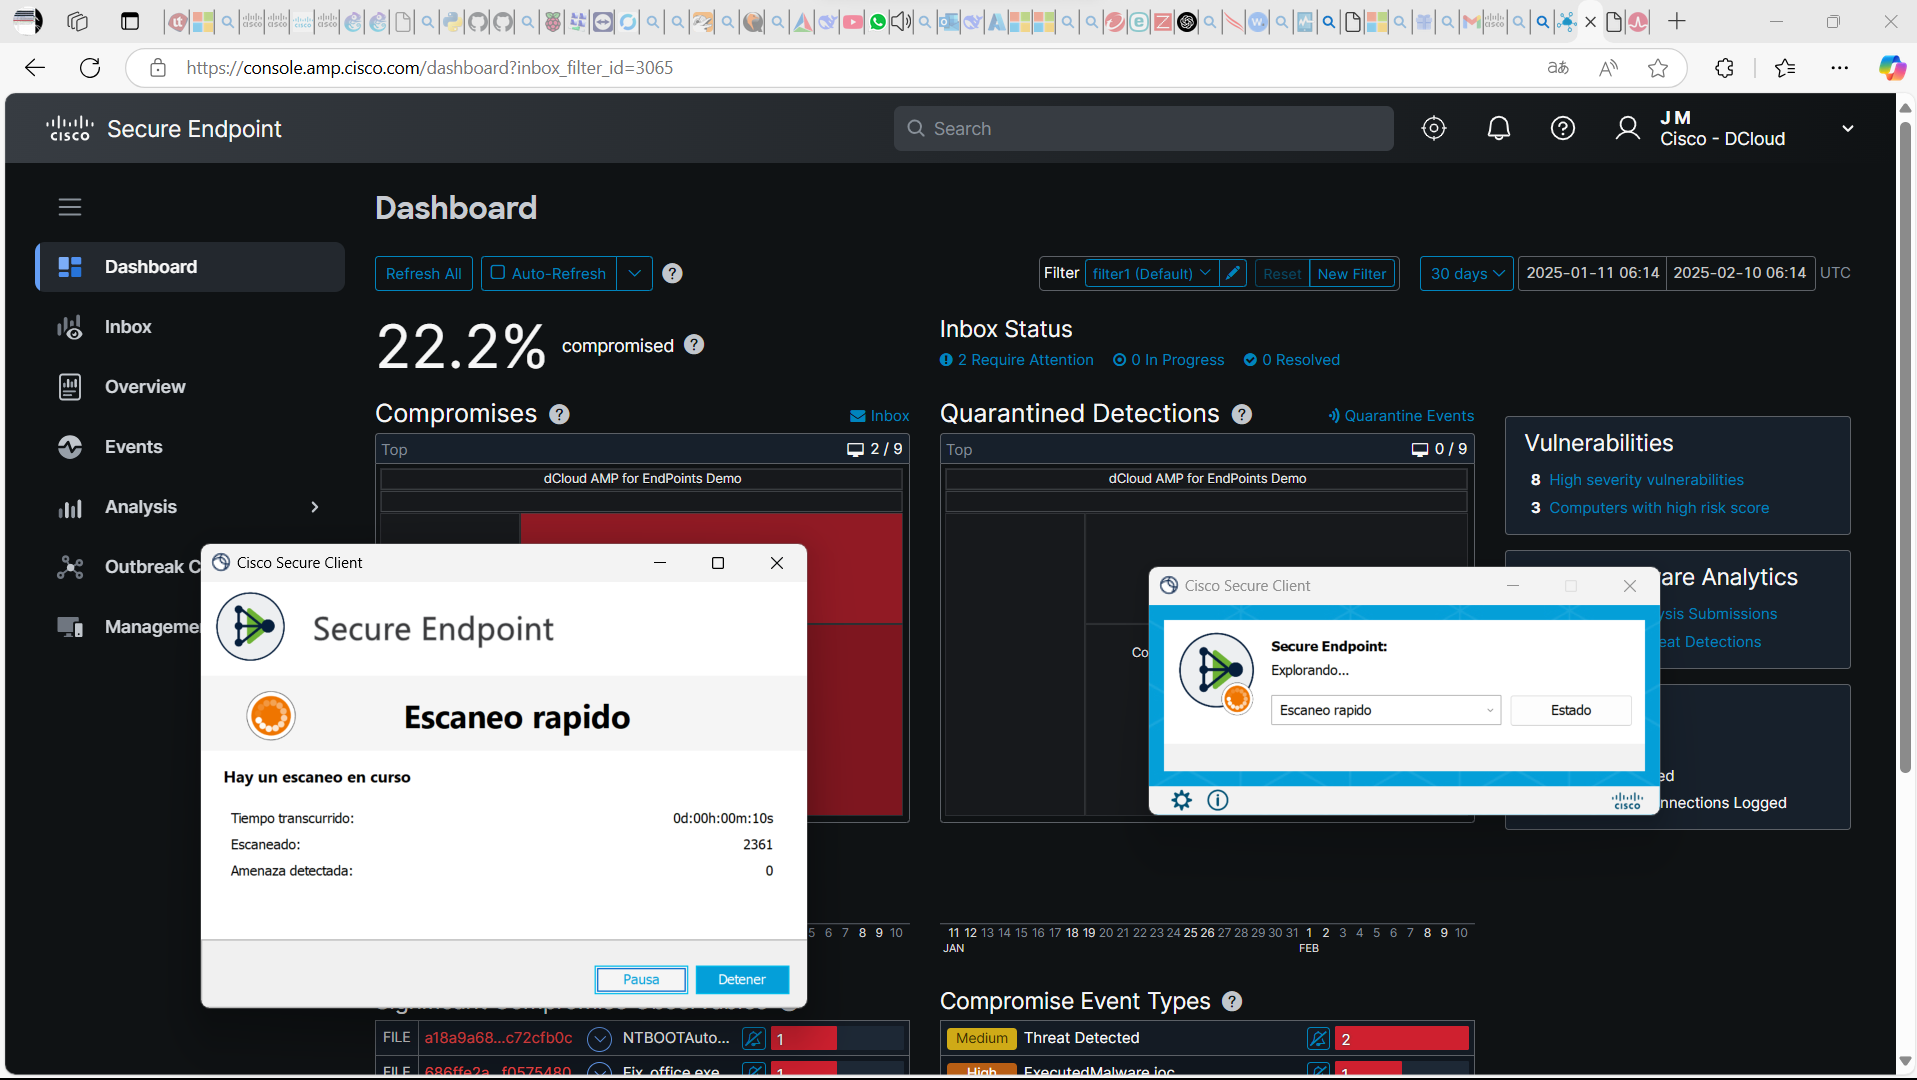 https://console.amp.cisco.com/dashboard?inbox_filter_id=3065
cisco Secure Endpoint
Search
J M
Cisco - DCloud
Dashboard
Dashboard
Inbox
Overview
Events
Analysis
Outbreak C
Manageme
Refresh All
Auto-Refresh
Filter filter1 (Default) Reset New Filter
30 days 2025-01-11 06:14 2025-02-10 06:14 UTC
22.2% compromised
Inbox Status
2 Require Attention 0 In Progress 0 Resolved
Compromises Inbox
Top 2 / 9
dCloud AMP for EndPoints Demo
Quarantined Detections Quarantine Events
Top 0 / 9
dCloud AMP for EndPoints Demo
Co
Vulnerabilities
8 High severity vulnerabilities
3 Computers with high risk score
are Analytics
ysis Submissions
eat Detections
ed
nnections Logged
Cisco Secure Client
Secure Endpoint
Escaneo rapido
Hay un escaneo en curso
Tiempo transcurrido: 0d:00h:00m:10s
Escaneado: 2361
Amenaza detectada: 0
Pausa Detener
Cisco Secure Client
Secure Endpoint:
Explorando...
Escaneo rapido Estado
cisco
5 6 7 8 9 10
11 12 13 14 15 16 17 18 19 20 21 22 23 24 25 26 27 28 29 30 31 1 2 3 4 5 6 7 8 9 10
JAN FEB
FILE a18a9a68...c72cfb0c NTBOOTAuto... 1
FILE 686ffe2a...f0575480 Fix_office.exe 1
Compromise Event Types
Medium Threat Detected 2
High ExecutedMalware.ioc 1